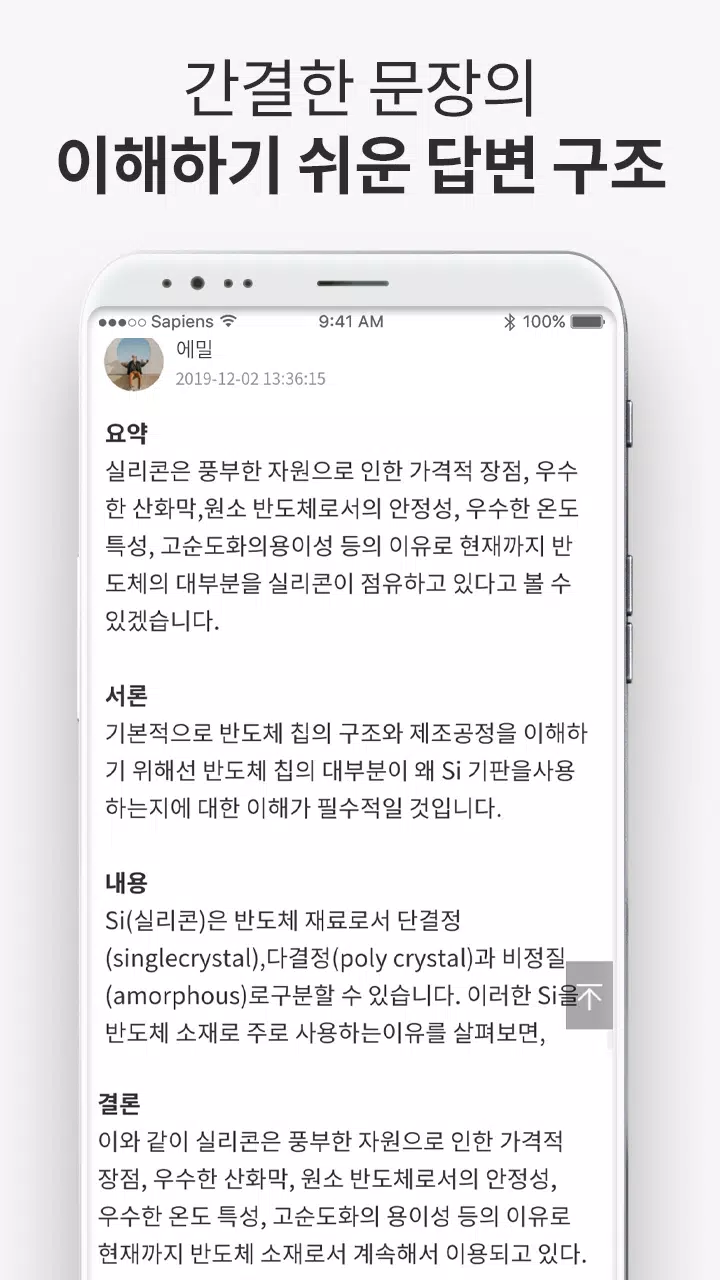 간결한 문장의
이해하기 쉬운 답변 구조
Sapiens
9:41 AM
100%
에밀
2019-12-02 13:36:15
요약
실리콘은 풍부한 자원으로 인한 가격적 장점, 우수
한 산화막,원소 반도체로서의 안정성, 우수한 온도
특성, 고순도화의용이성 등의 이유로 현재까지 반
도체의 대부분을 실리콘이 점유하고 있다고 볼 수
있겠습니다.
서론
기본적으로 반도체 칩의 구조와 제조공정을 이해하
기 위해선 반도체 칩의 대부분이 왜 Si 기판을사용
하는지에 대한 이해가 필수적일 것입니다.
내용
Si(실리콘)은 반도체 재료로서 단결정
(singlecrystal),다결정(poly crystal)과 비정질
(amorphous)로구분할 수 있습니다. 이러한 Si을
반도체 소재로 주로 사용하는이유를 살펴보면,
결론
이와 같이 실리콘은 풍부한 자원으로 인한 가격적
장점, 우수한 산화막, 원소 반도체로서의 안정성,
우수한 온도 특성, 고순도화의 용이성 등의 이유로
현재까지 반도체 소재로서 계속해서 이용되고 있다.